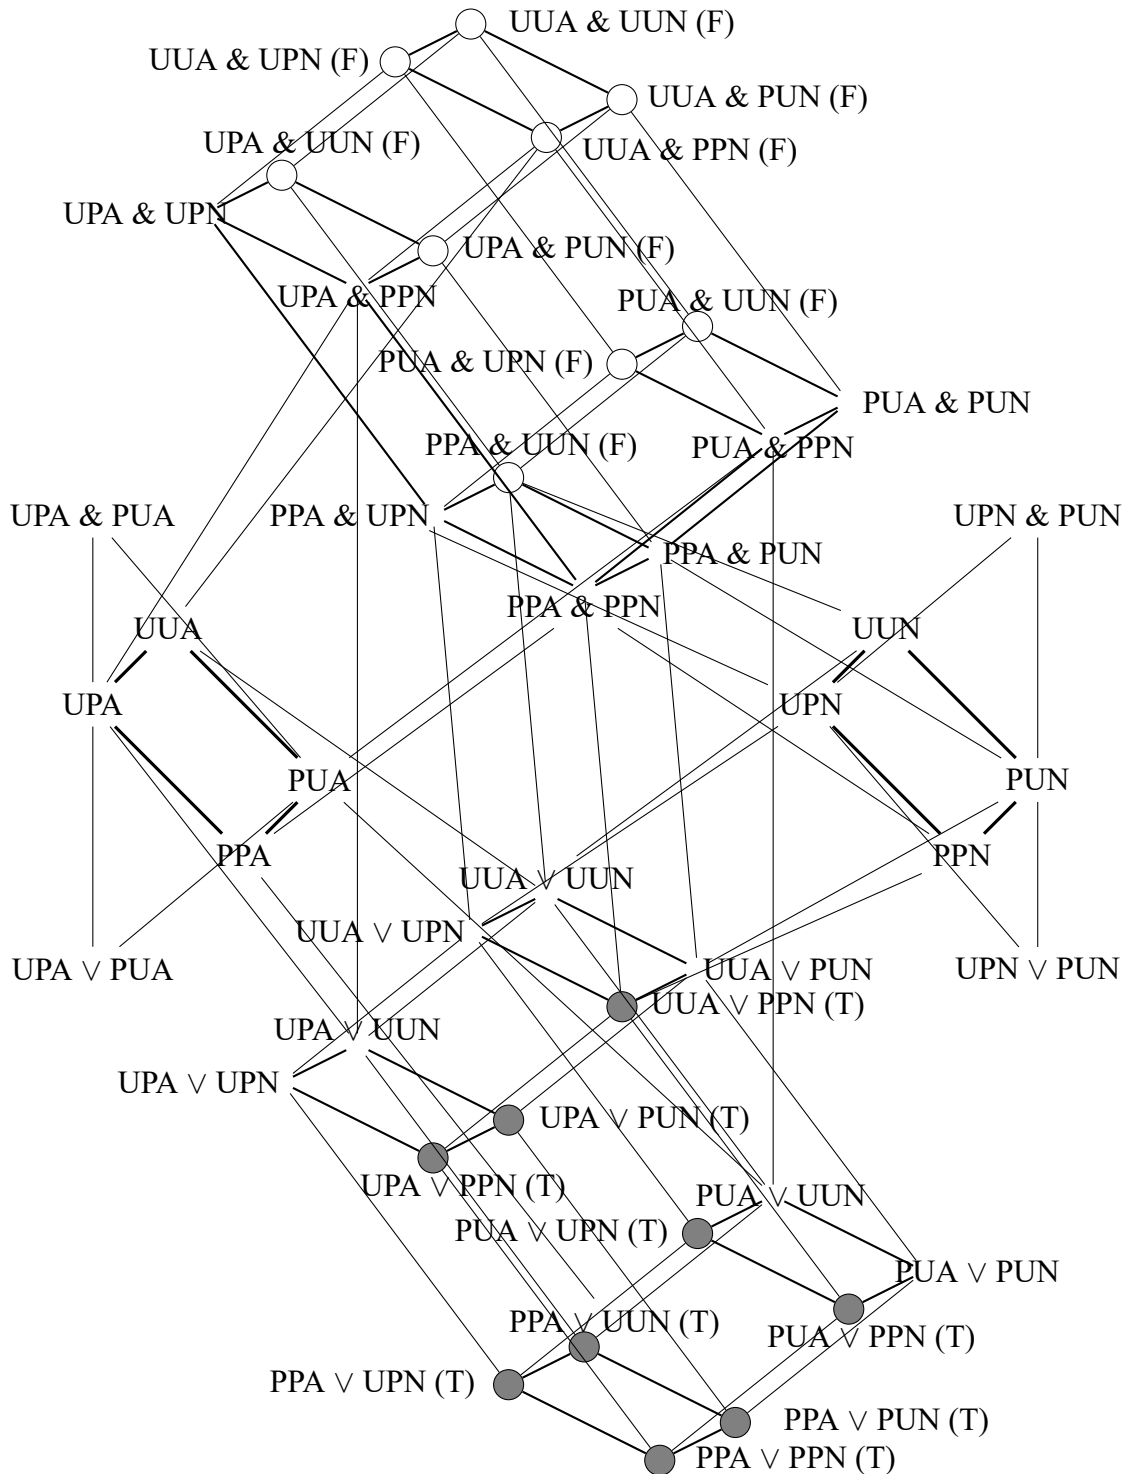 UUA & UUN (F)
UUA & UPN (F)
UUA & PUN (F)
UPA & UUN (F)
UUA & PPN (F)
UPA & UPN
UPA & PUN (F)
UPA & PPN
PUA & UUN (F)
PUA & UPN (F)
PUA & PUN
PPA & UUN (F)
PUA & PPN
UPA & PUA
PPA & UPN
UPN & PUN
PPA & PUN
PPA & PPN
UUA
UUN
UPA
UPN
PUA
PUN
PPA
PPN
UUA ∨ UUN
UUA ∨ UPN
UPA ∨ PUA
UUA ∨ PUN
UPN ∨ PUN
UUA ∨ PPN (T)
UPA ∨ UUN
UPA ∨ UPN
UPA ∨ PUN (T)
UPA ∨ PPN (T)
PUA ∨ UUN
PUA ∨ UPN (T)
PUA ∨ PUN
PPA ∨ UUN (T)
PUA ∨ PPN (T)
PPA ∨ UPN (T)
PPA ∨ PUN (T)
PPA ∨ PPN (T)